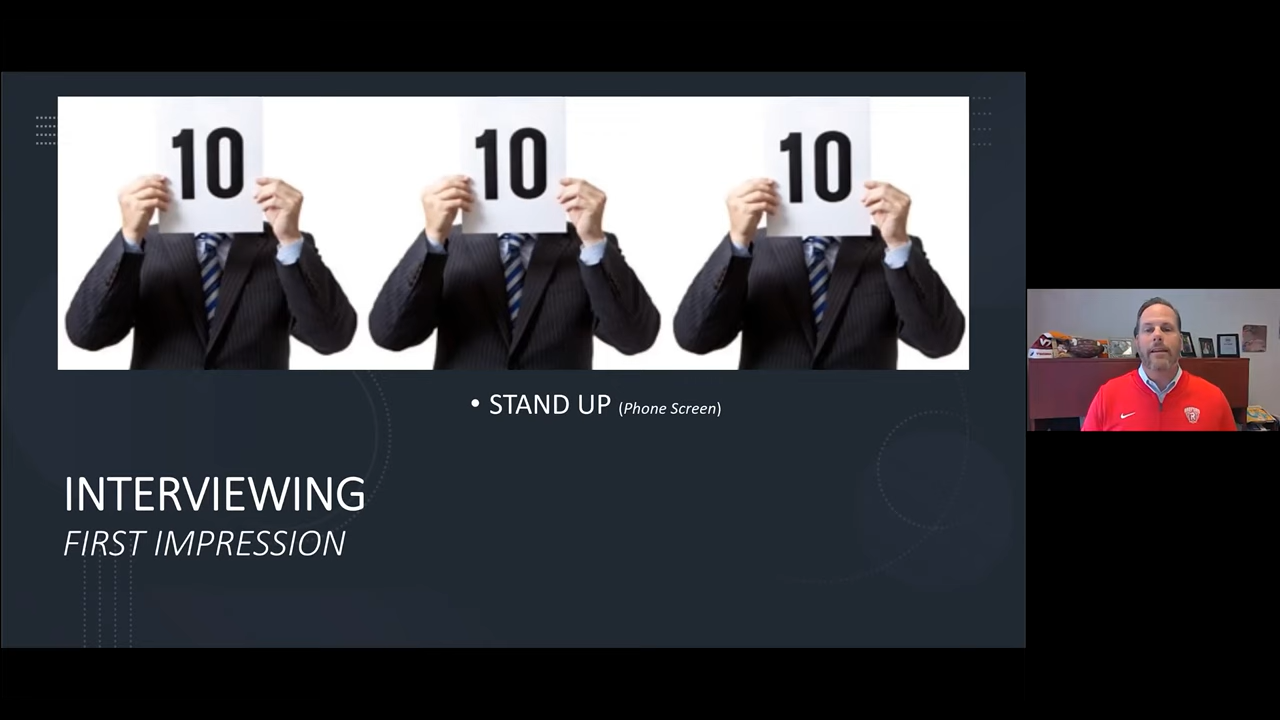 10
10
10
• STAND UP (Phone Screen)
INTERVIEWING
FIRST IMPRESSION